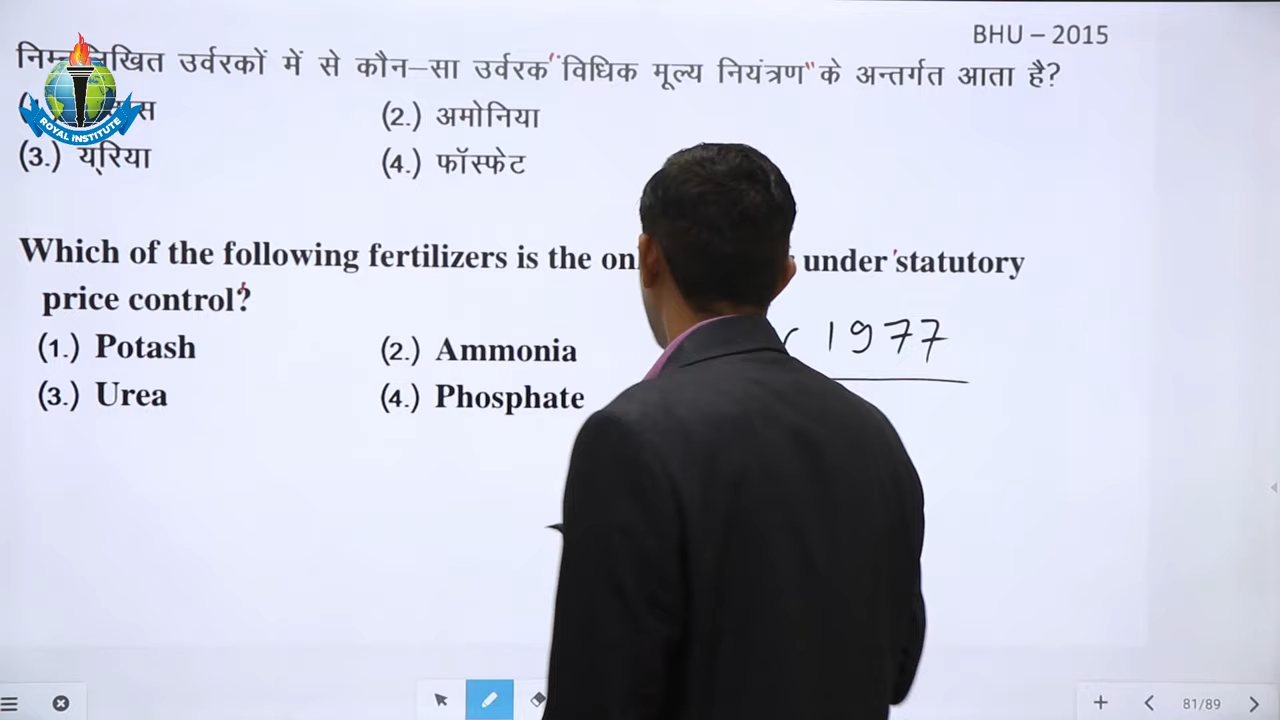 BHU – 2015
निम्नलिखित उर्वरकों में से कौन–सा उर्वरक "विधिक मूल्य नियंत्रण" के अन्तर्गत आता है?
(2.) अमोनिया
(3.) यूरिया (4.) फॉस्फेट
ROYAL INSTITUTE
Which of the following fertilizers is the under 'statutory
price control?
(1.) Potash (2.) Ammonia
1977
(3.) Urea (4.) Phosphate
81/89